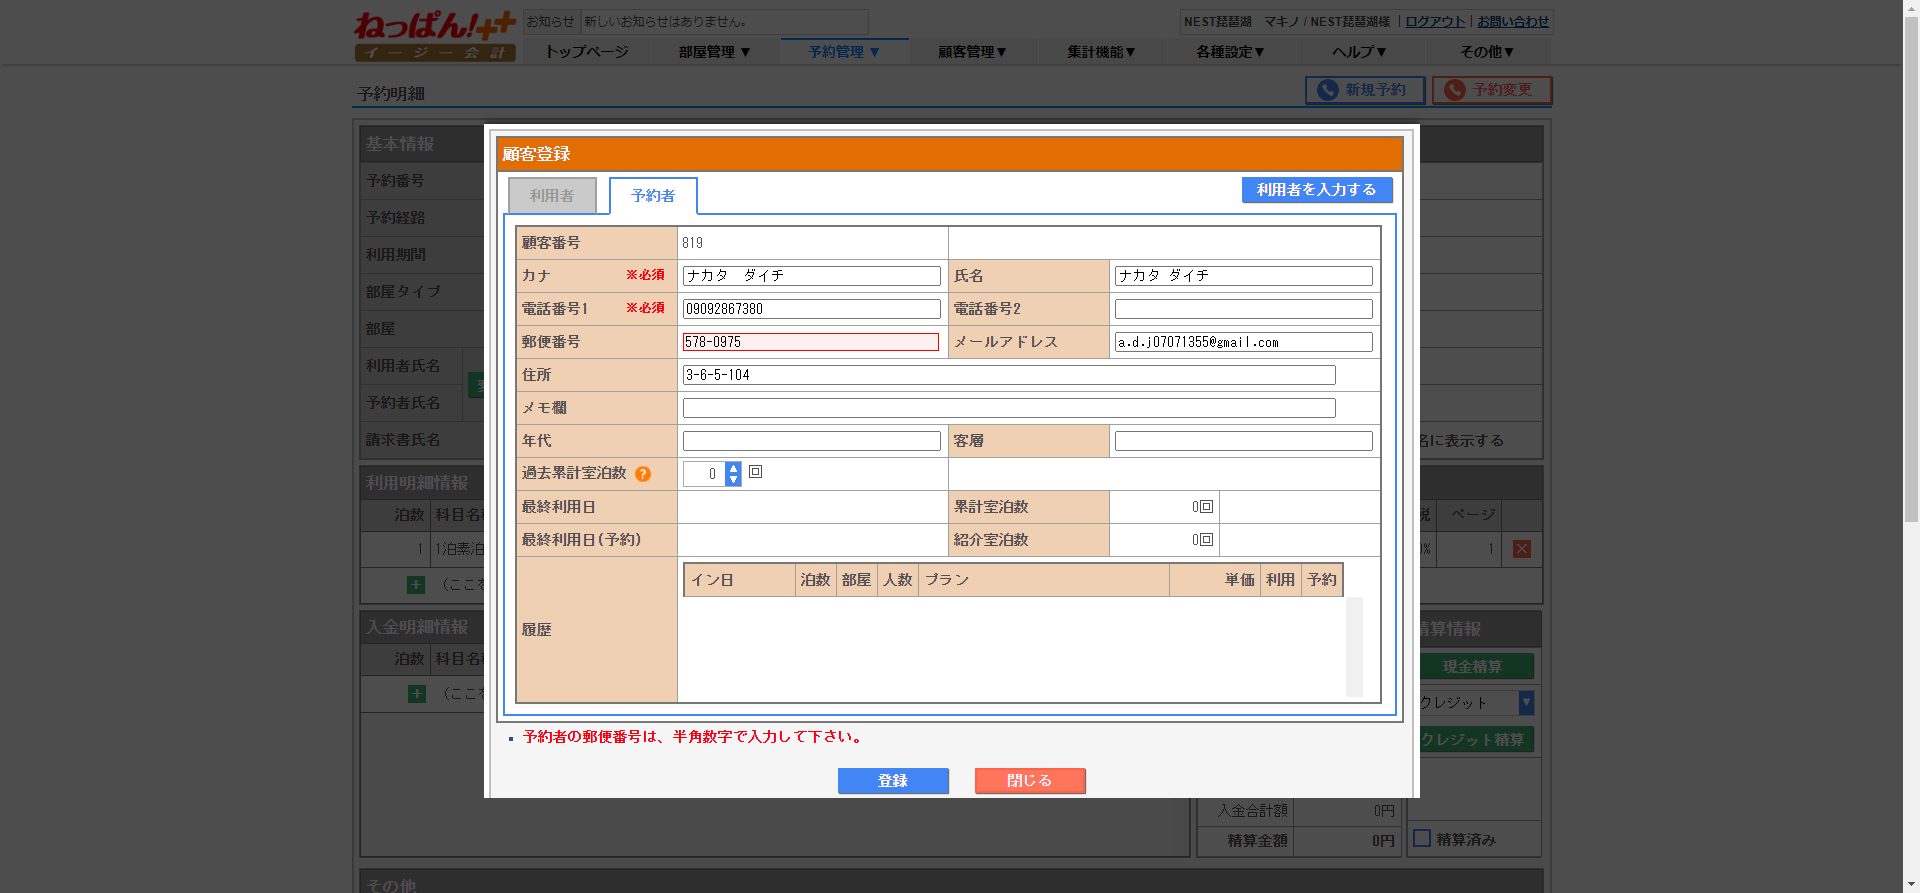 ねっぱん!++
イージー会計
お知らせ 新しいお知らせはありません。
NEST琵琶湖 マキノ / NEST琵琶湖様 | ログアウト | お問い合わせ
トップページ 部屋管理▼ 予約管理▼ 顧客管理▼ 集計機能▼ 各種設定▼ ヘルプ▼ その他▼
予約明細
新規予約
予約変更
基本情報
予約番号
予約経路
利用期間
部屋タイプ
部屋
利用者氏名
予約者氏名
請求書氏名
名に表示する
利用明細情報
泊数 科目名
税 ページ
1 1泊素泊
% 1
(ここを
入金明細情報
泊数 科目名
(ここを
精算情報
現金精算
クレジット
クレジット精算
入金合計額 0円
精算金額 0円
精算済み
その他
顧客登録
利用者
予約者
利用者を入力する
顧客番号 819
カナ ※必須 ナカタ ダイチ 氏名 ナカタ ダイチ
電話番号1 ※必須 09092867380 電話番号2
郵便番号 578-0975 メールアドレス a.d.j07071355@gmail.com
住所 3-6-5-104
メモ欄
年代 客層
過去累計室泊数 ? 0 回
最終利用日 累計室泊数 0回
最終利用日(予約) 紹介室泊数 0回
履歴
イン日 泊数 部屋 人数 プラン 単価 利用 予約
予約者の郵便番号は、半角数字で入力して下さい。
登録
閉じる